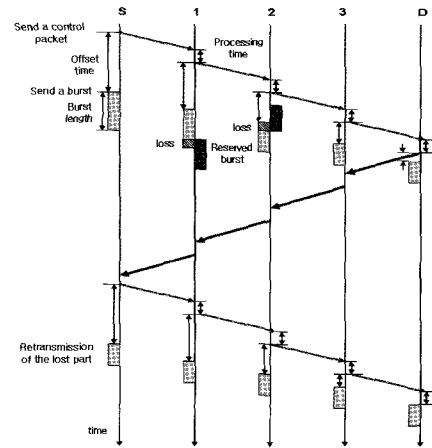 S 1 2 3 D
Send a control
packet
Processing
time
Offset
time
Send a burst
Burst
length
loss
loss
Reserved
burst
Retransmission
of the lost part
time